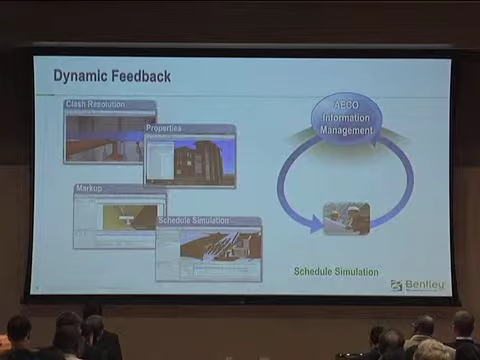 Dynamic Feedback
Clash Resolution
Properties
Markup
Schedule Simulation
AECO
Information
Management
Schedule Simulation
Bentley